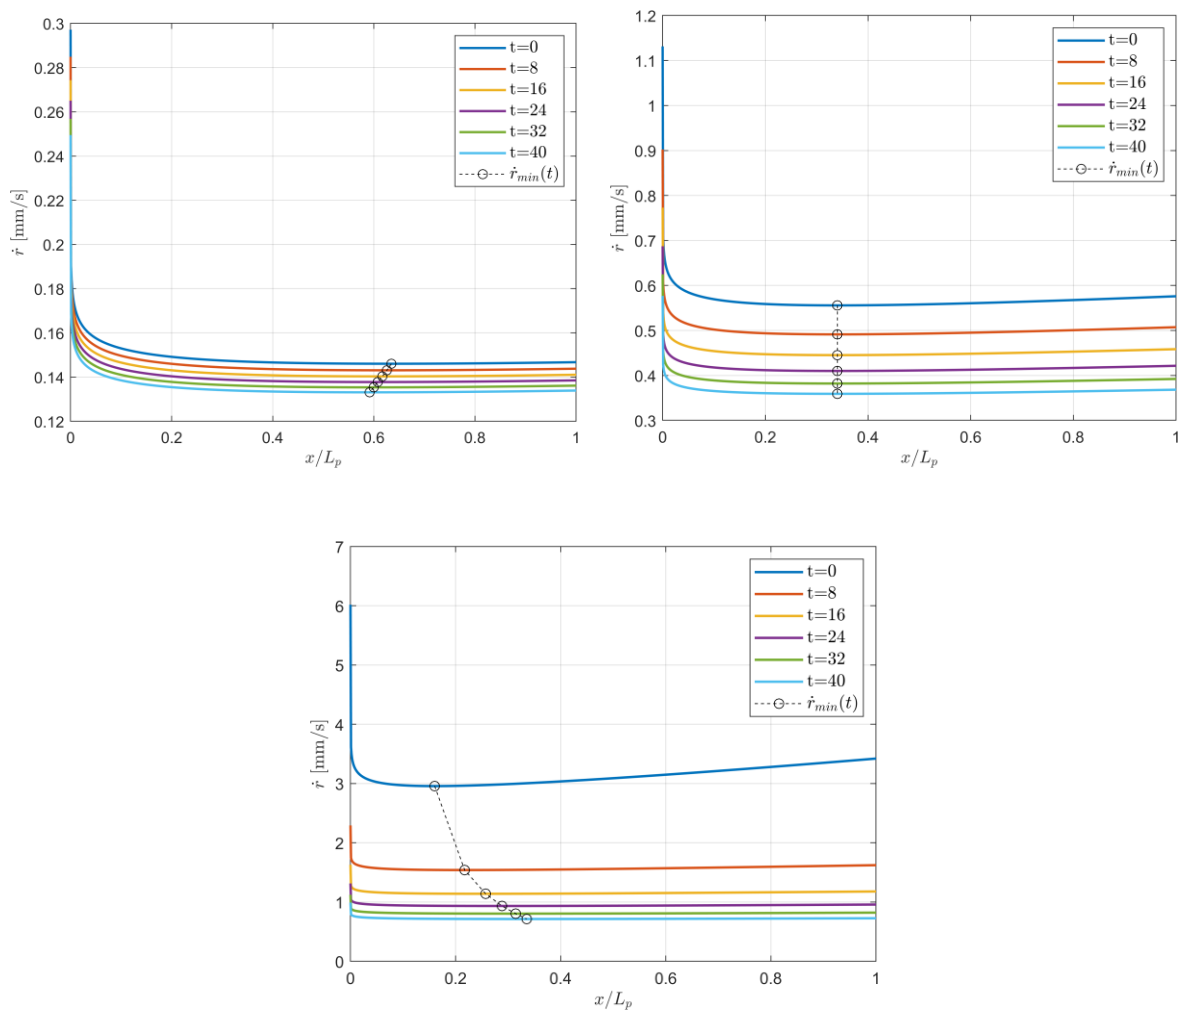 0.3
0.28
0.26
0.24
0.22
0.2
0.18
0.16
0.14
0.12
ṙ [mm/s]
0 0.2 0.4 0.6 0.8 1
x/L_p
t=0
t=8
t=16
t=24
t=32
t=40
ṙ_min(t)
1.2
1.1
1
0.9
0.8
0.7
0.6
0.5
0.4
0.3
ṙ [mm/s]
0 0.2 0.4 0.6 0.8 1
x/L_p
t=0
t=8
t=16
t=24
t=32
t=40
ṙ_min(t)
7
6
5
4
3
2
1
0
ṙ [mm/s]
0 0.2 0.4 0.6 0.8 1
x/L_p
t=0
t=8
t=16
t=24
t=32
t=40
ṙ_min(t)